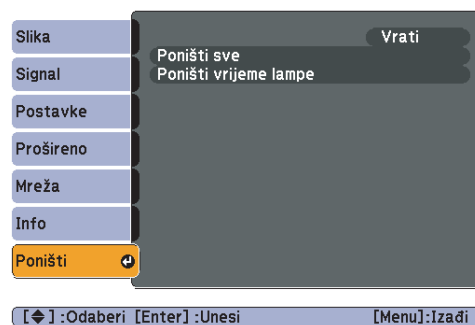 Slika
Signal
Postavke
Prošireno
Mreža
Info
Poništi
Vrati
Poništi sve
Poništi vrijeme lampe
[◆] :Odaberi [Enter] :Unesi [Menu]:Izađi